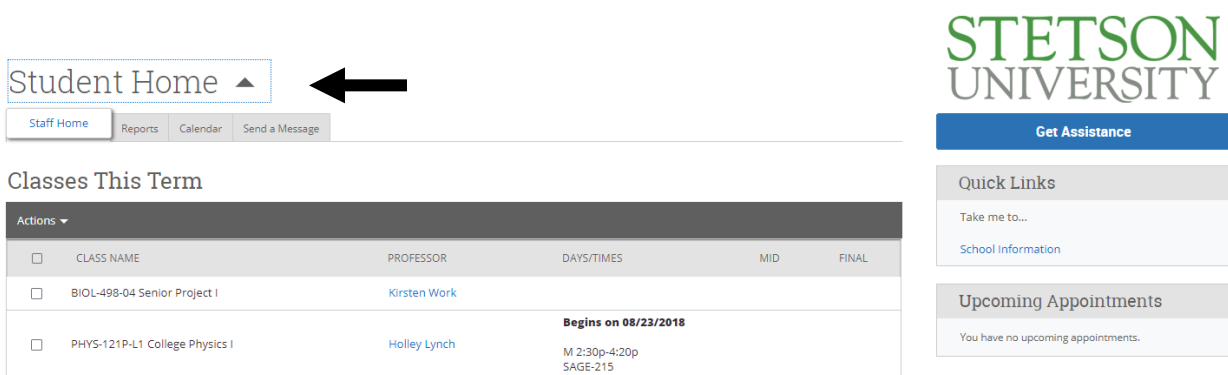 STETSON
UNIVERSITY
Student Home
Staff Home Reports Calendar Send a Message
Get Assistance
Classes This Term
Actions
CLASS NAME PROFESSOR DAYS/TIMES MID FINAL
BIOL-498-04 Senior Project I Kirsten Work
PHYS-121P-L1 College Physics I Holley Lynch
Begins on 08/23/2018
M 2:30p-4:20p
SAGE-215
Quick Links
Take me to...
School Information
Upcoming Appointments
You have no upcoming appointments.